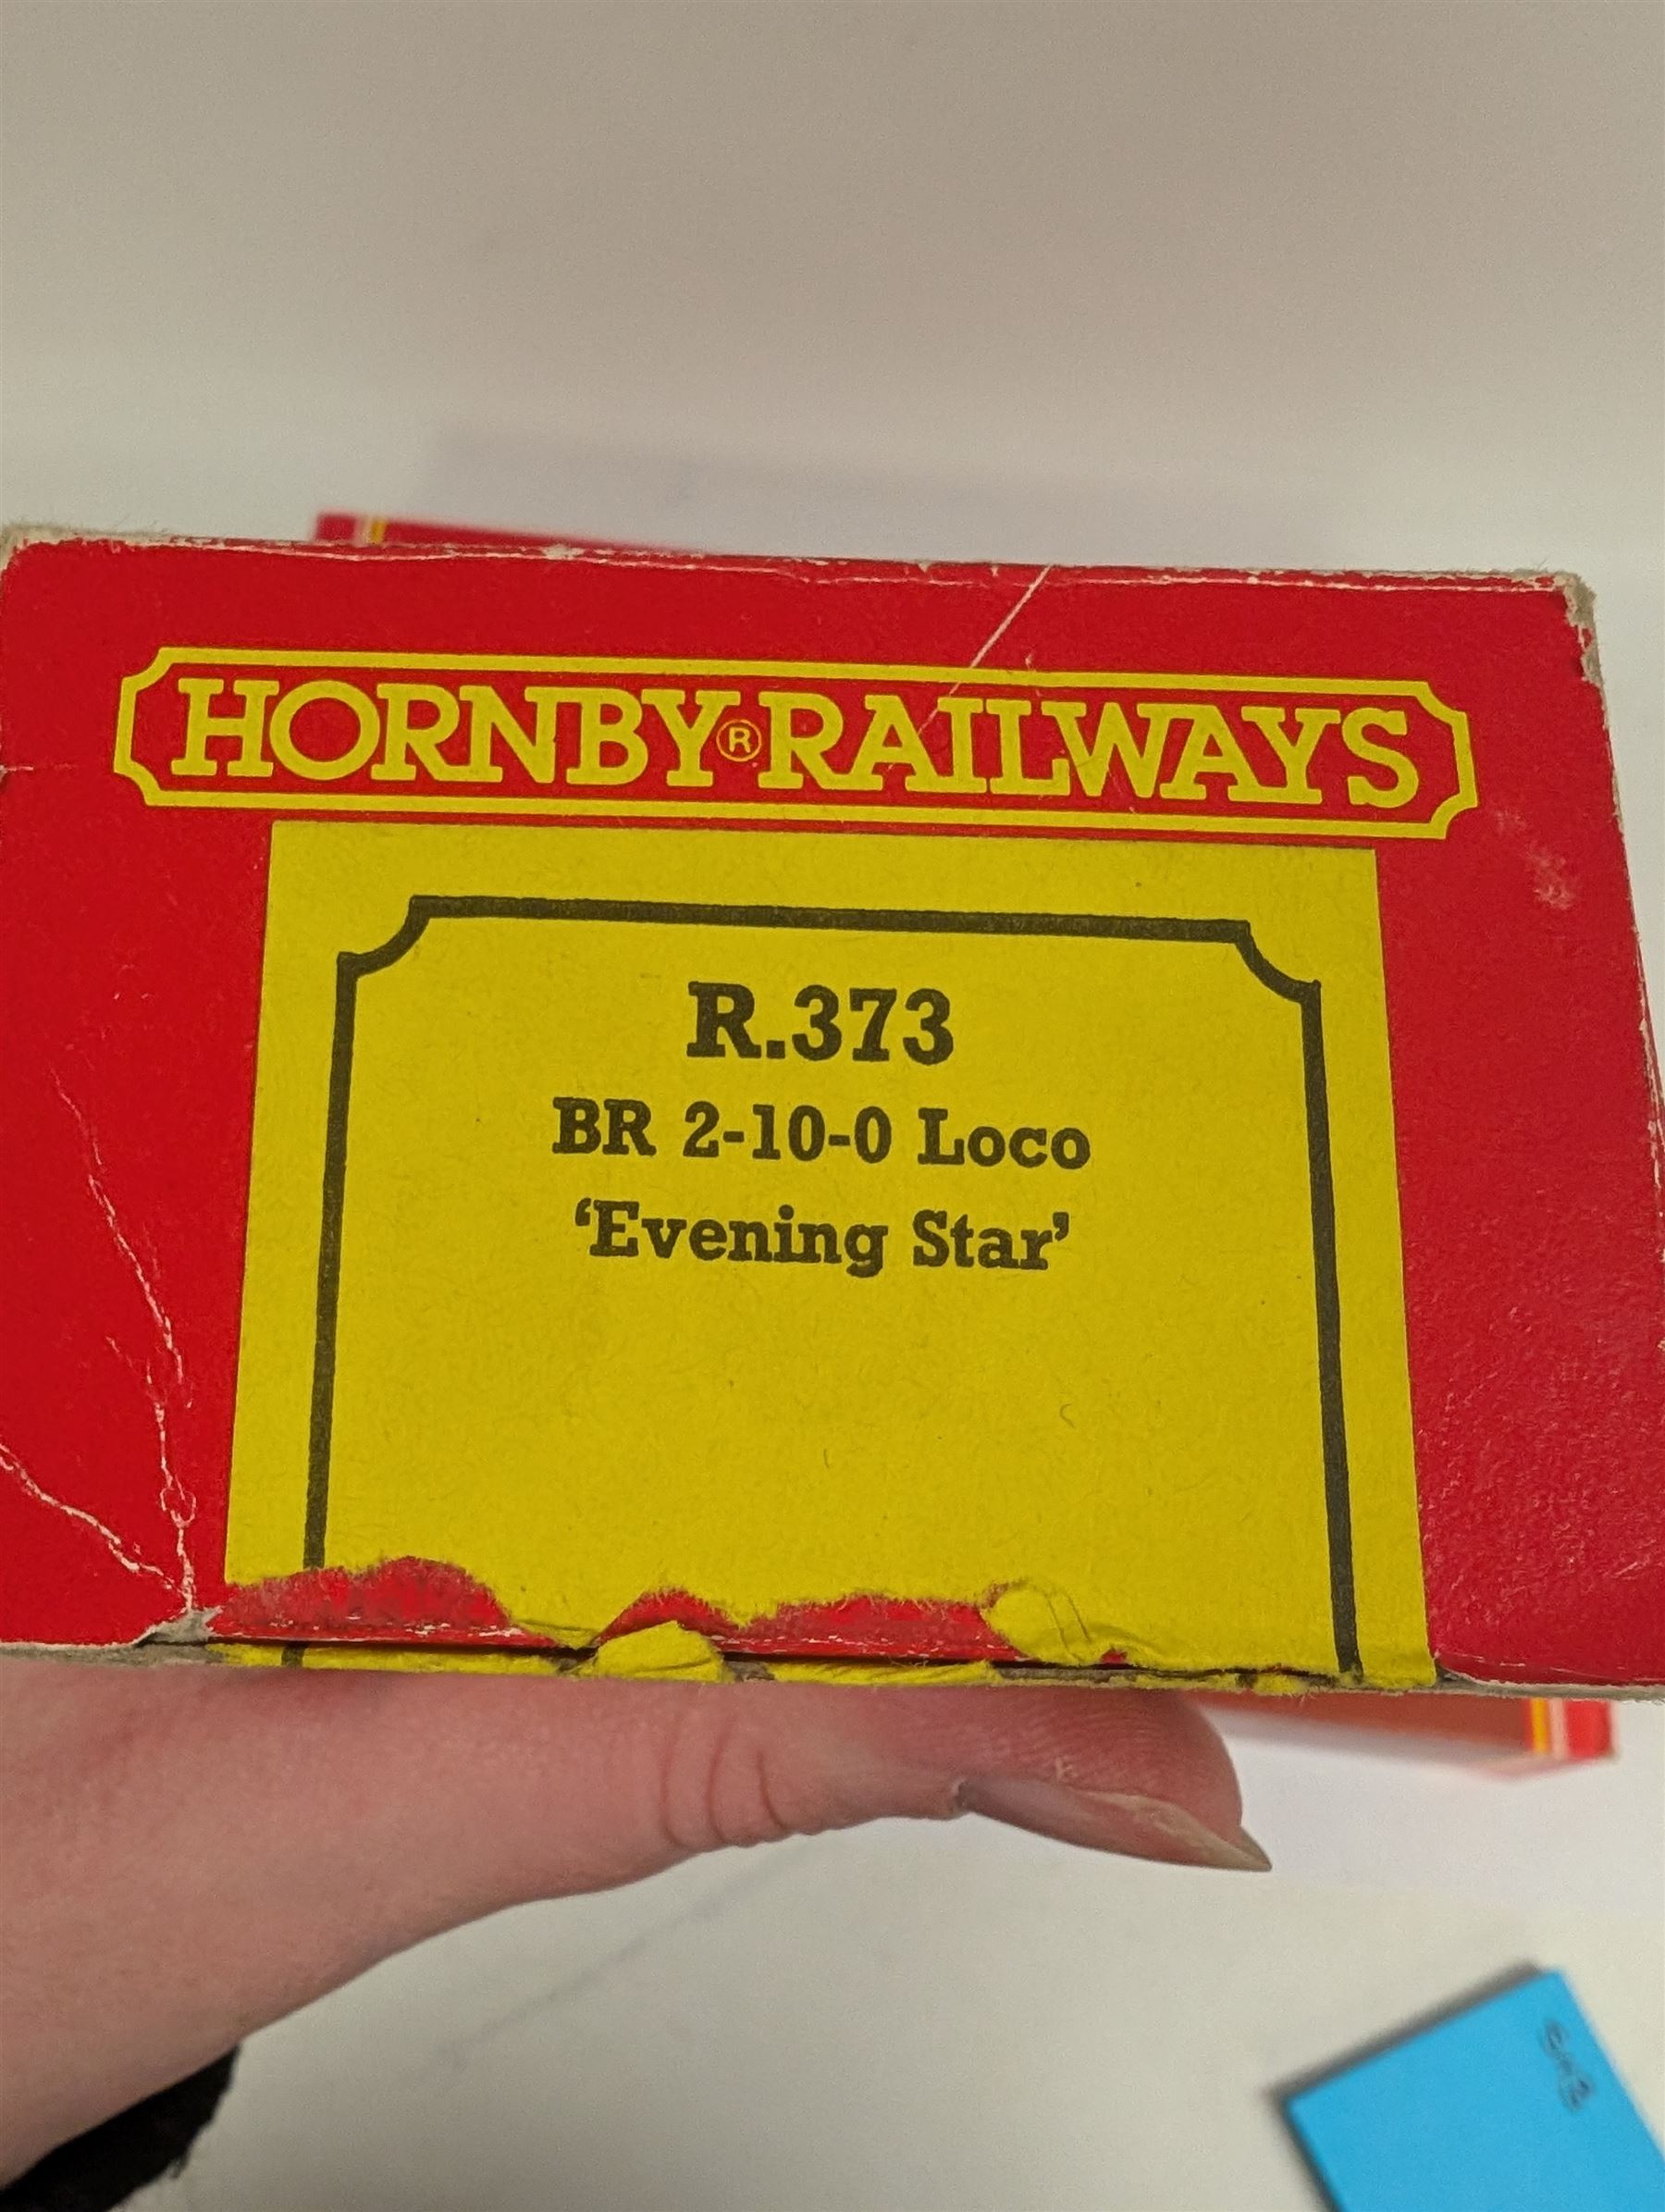 HORNBY® RAILWAYS
R.373
BR 2-10-0 Loco
‘Evening Star’